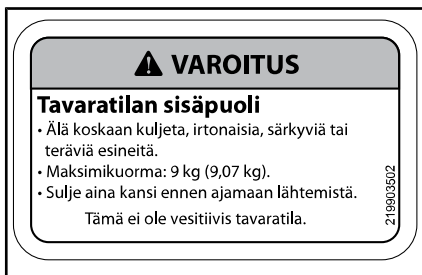 VAROITUS
Tavaratilan sisäpuoli
• Älä koskaan kuljeta, irtonaisia, särkyviä tai
teräviä esineitä.
• Maksimikuorma: 9 kg (9,07 kg).
• Sulje aina kansi ennen ajamaan lähtemistä.
Tämä ei ole vesitiivis tavaratila.
219903502